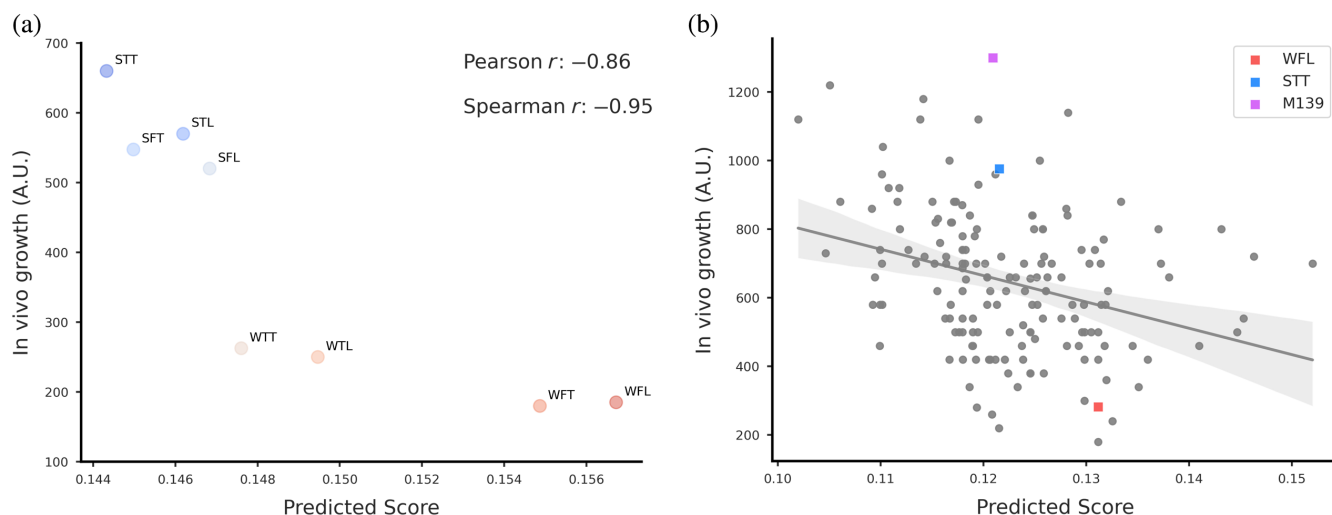 (a)
700
600
500
400
300
200
100
In vivo growth (A.U.)
STT
SFT
STL
SFL
WTT
WTL
WFT
WFL
Pearson r: −0.86
Spearman r: −0.95
0.144 0.146 0.148 0.150 0.152 0.154 0.156
Predicted Score
(b)
1200
1000
800
600
400
200
In vivo growth (A.U.)
WFL
STT
M139
0.10 0.11 0.12 0.13 0.14 0.15
Predicted Score